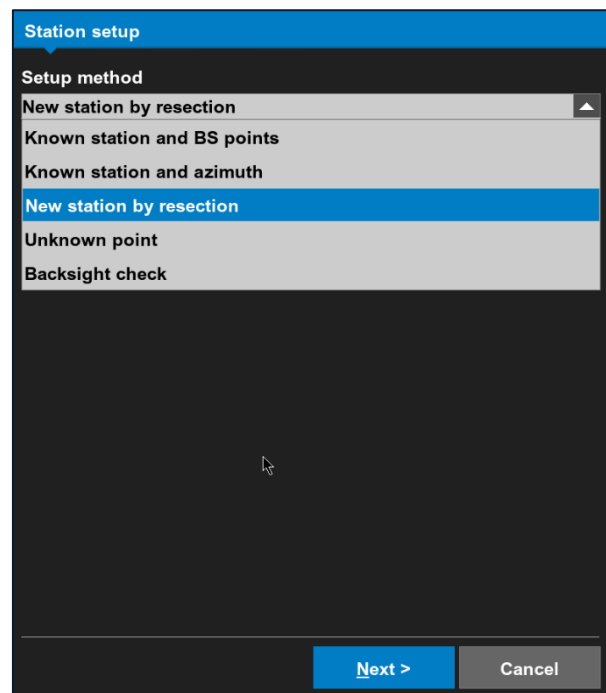 Station setup
Setup method
New station by resection
Known station and BS points
Known station and azimuth
New station by resection
Unknown point
Backsight check
Next > Cancel